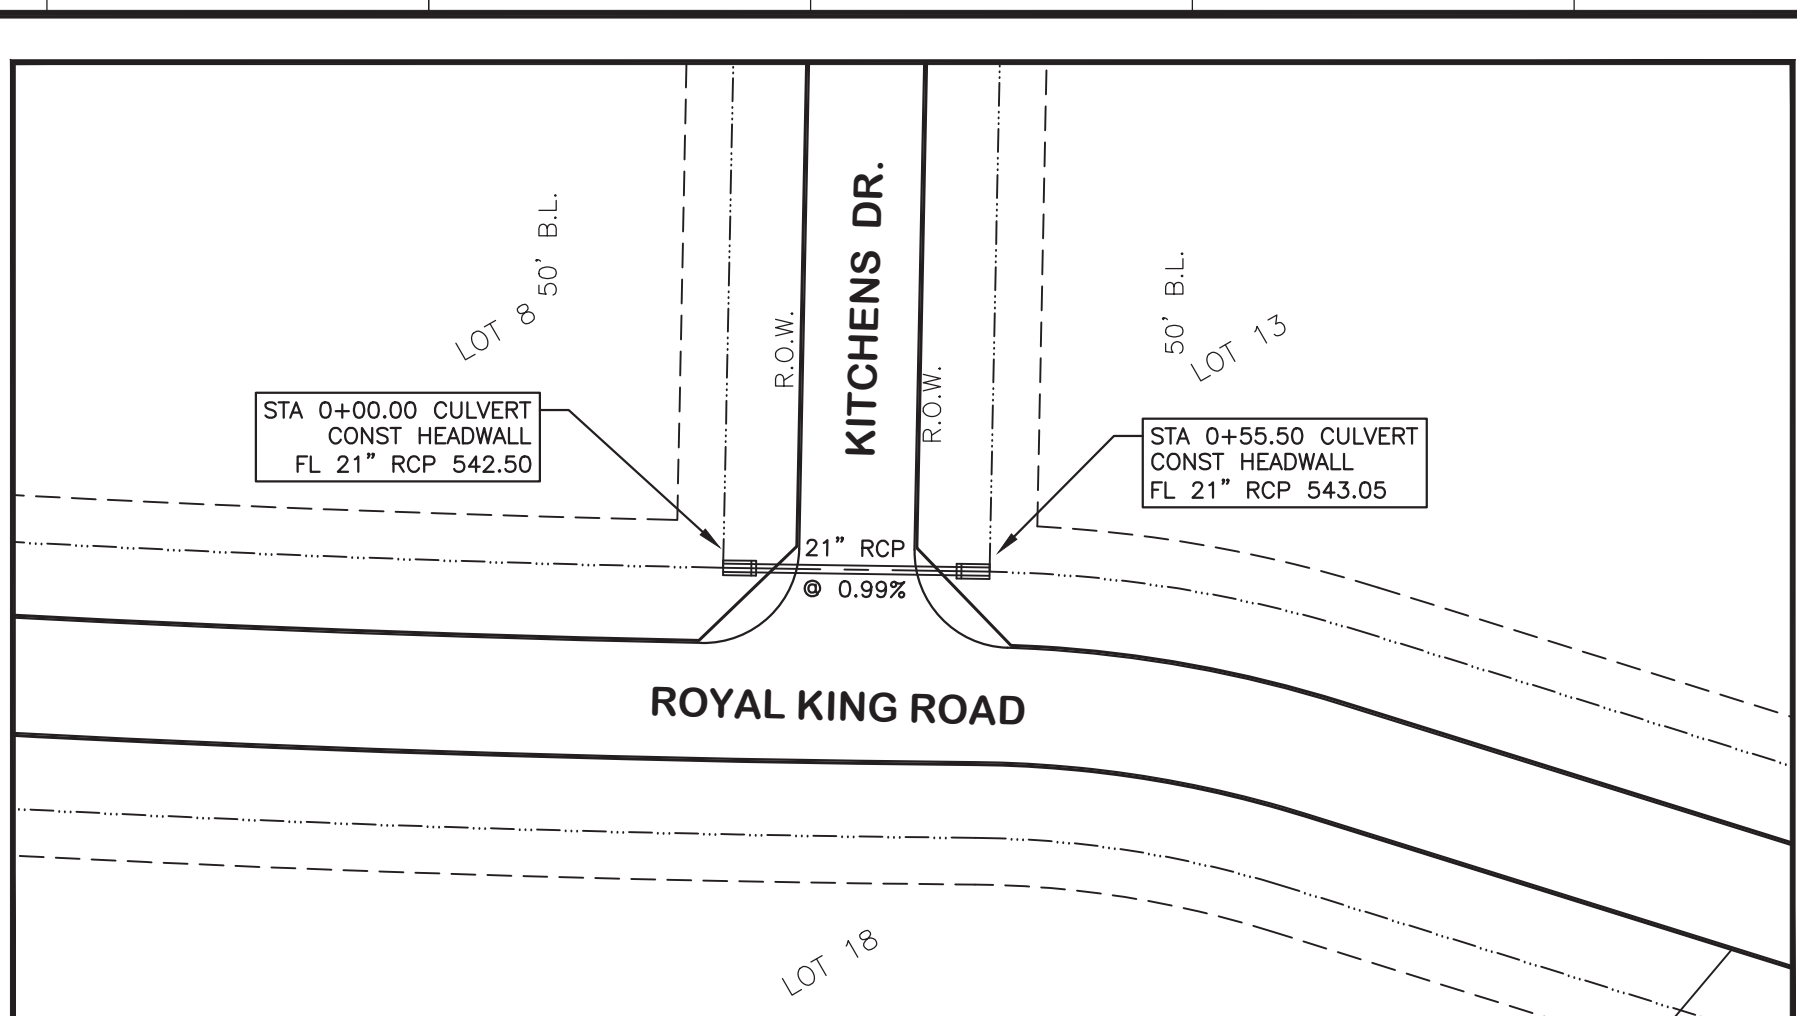 KITCHENS DR.
50' B.L.
LOT 8
R.O.W.
R.O.W.
50' B.L.
LOT 13
STA 0+00.00 CULVERT
CONST HEADWALL
FL 21" RCP 542.50
STA 0+55.50 CULVERT
CONST HEADWALL
FL 21" RCP 543.05
21" RCP
@ 0.99%
ROYAL KING ROAD
LOT 18